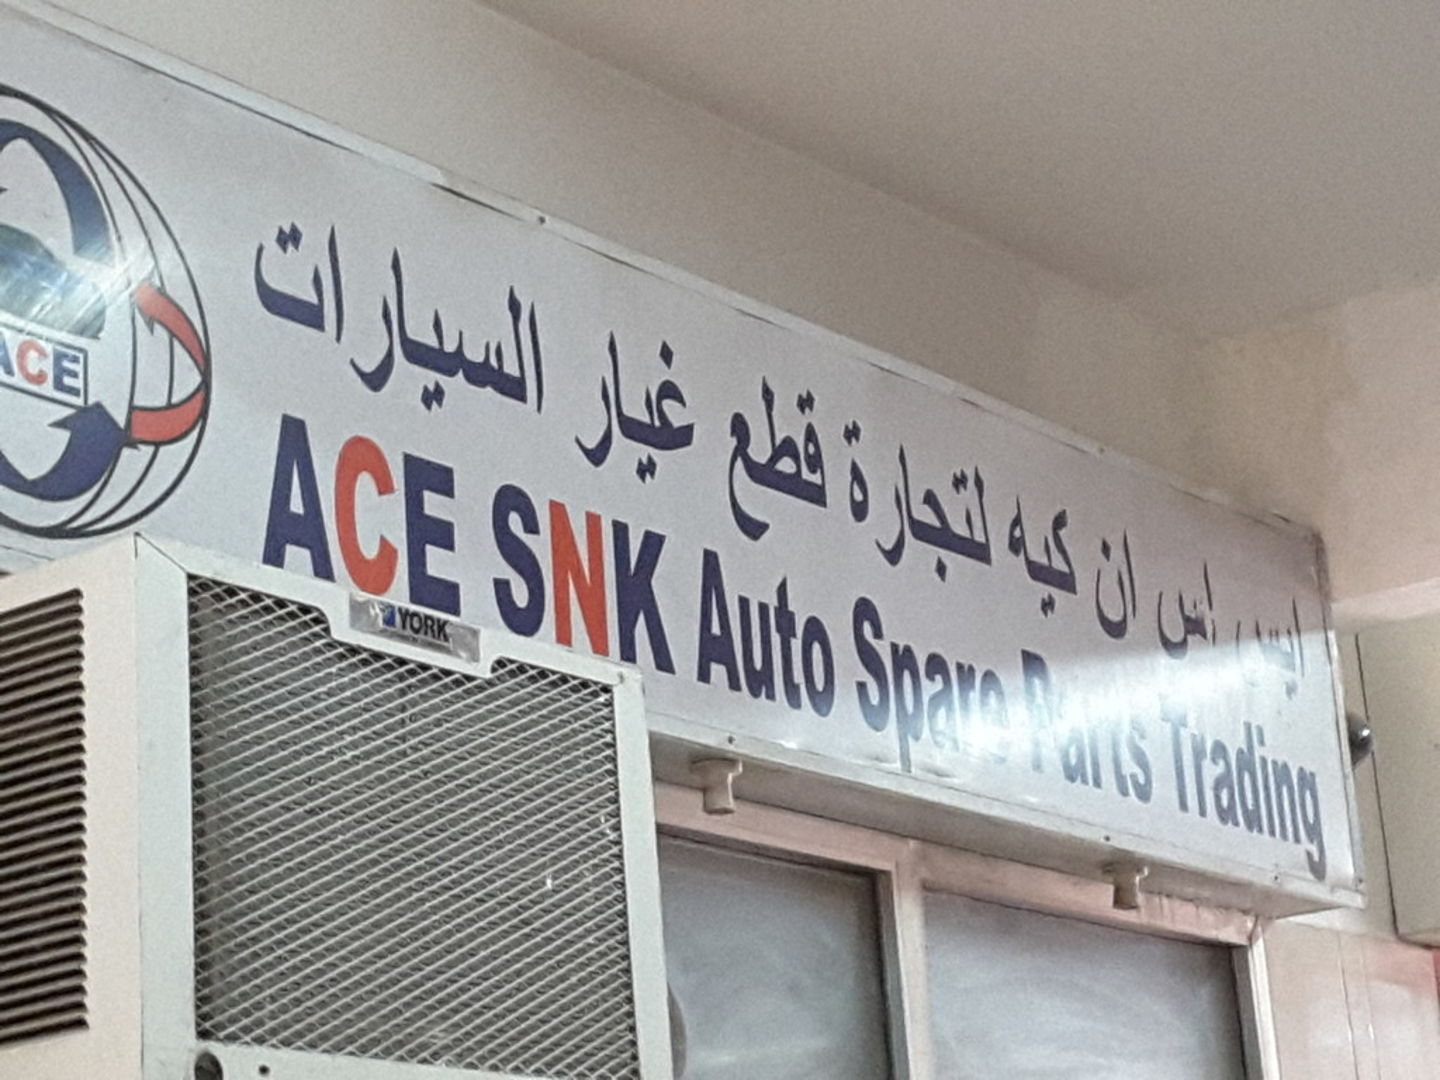 ايس اس ان كيه لتجارة قطع غيار السيارات
ACE SNK Auto Spare Parts Trading
ACE
YORK